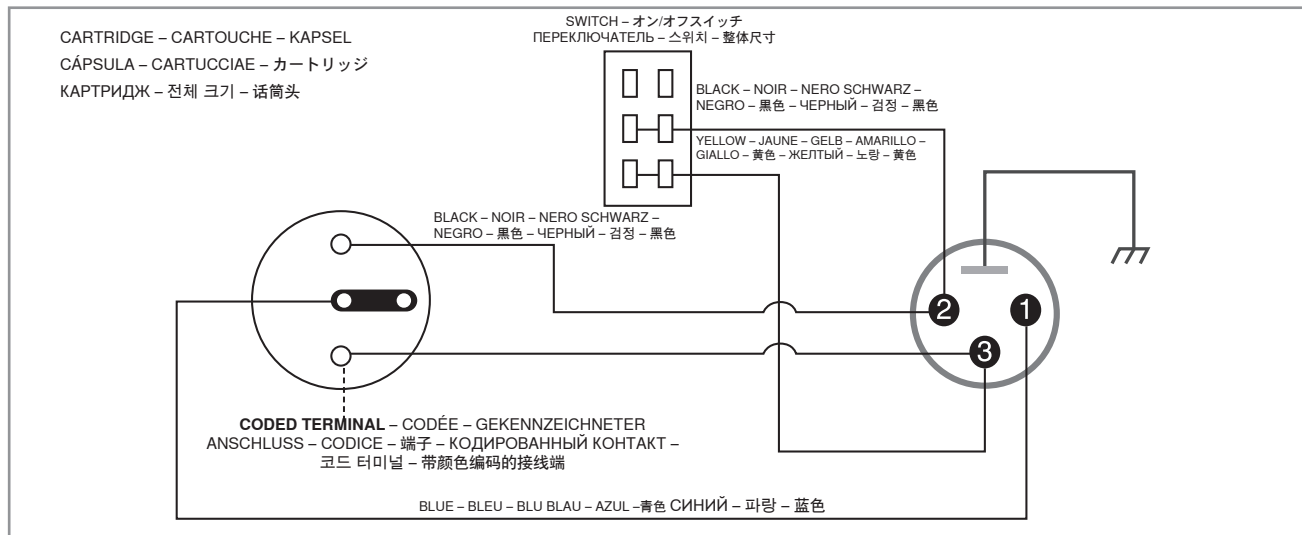 CARTRIDGE – CARTOUCHE – KAPSEL
CÁPSULA – CARTUCCIAE – カートリッジ
КАРТРИДЖ – 전체 크기 – 话筒头
SWITCH – オン/オフスイッチ
ПЕРЕКЛЮЧАТЕЛЬ – 스위치 – 整体尺寸
BLACK – NOIR – NERO SCHWARZ –
NEGRO – 黒色 – ЧЕРНЫЙ – 검정 – 黑色
YELLOW – JAUNE – GELB – AMARILLO –
GIALLO – 黄色 – ЖЕЛТЫЙ – 노랑 – 黄色
BLACK – NOIR – NERO SCHWARZ –
NEGRO – 黒色 – ЧЕРНЫЙ – 검정 – 黑色
2
1
3
CODED TERMINAL – CODÉE – GEKENNZEICHNETER
ANSCHLUSS – CODICE – 端子 – КОДИРОВАННЫЙ КОНТАКТ –
코드 터미널 – 带颜色编码的接线端
BLUE – BLEU – BLU BLAU – AZUL –青色 СИНИЙ – 파랑 – 蓝色